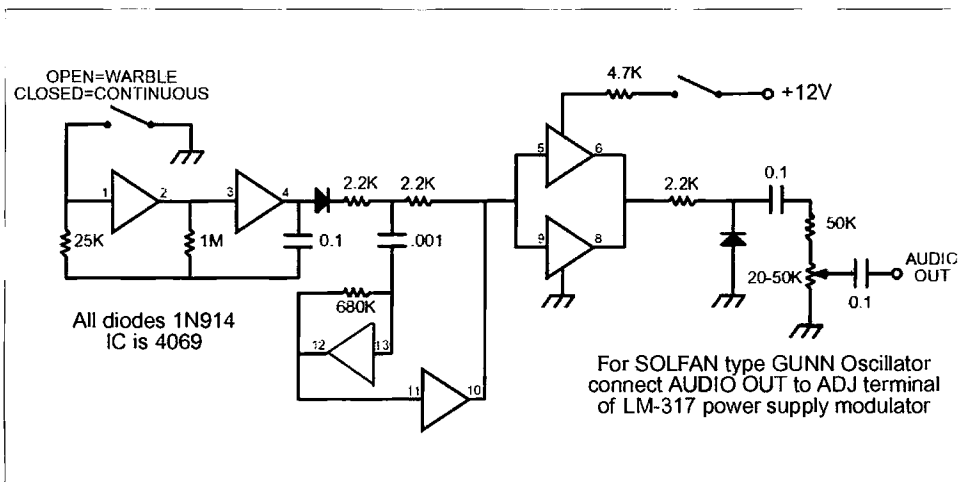 OPEN=WARBLE
CLOSED=CONTINUOUS
4.7K
+12V
1
2
3
4
2.2K
2.2K
5
6
9
8
2.2K
0.1
25K
1M
0.1
.001
50K
20-50K
0.1
AUDIO
OUT
680K
12
13
11
10
All diodes 1N914
IC is 4069
For SOLFAN type GUNN Oscillator
connect AUDIO OUT to ADJ terminal
of LM-317 power supply modulator